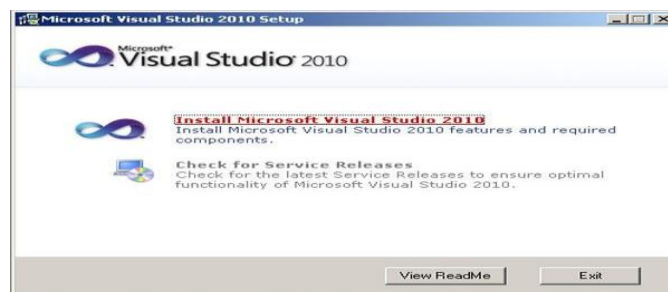 Microsoft Visual Studio 2010 Setup
Microsoft®
Visual Studio 2010
Install Microsoft Visual Studio 2010
Install Microsoft Visual Studio 2010 features and required
components.
Check for Service Releases
Check for the latest Service Releases to ensure optimal
functionality of Microsoft Visual Studio 2010.
View ReadMe
Exit